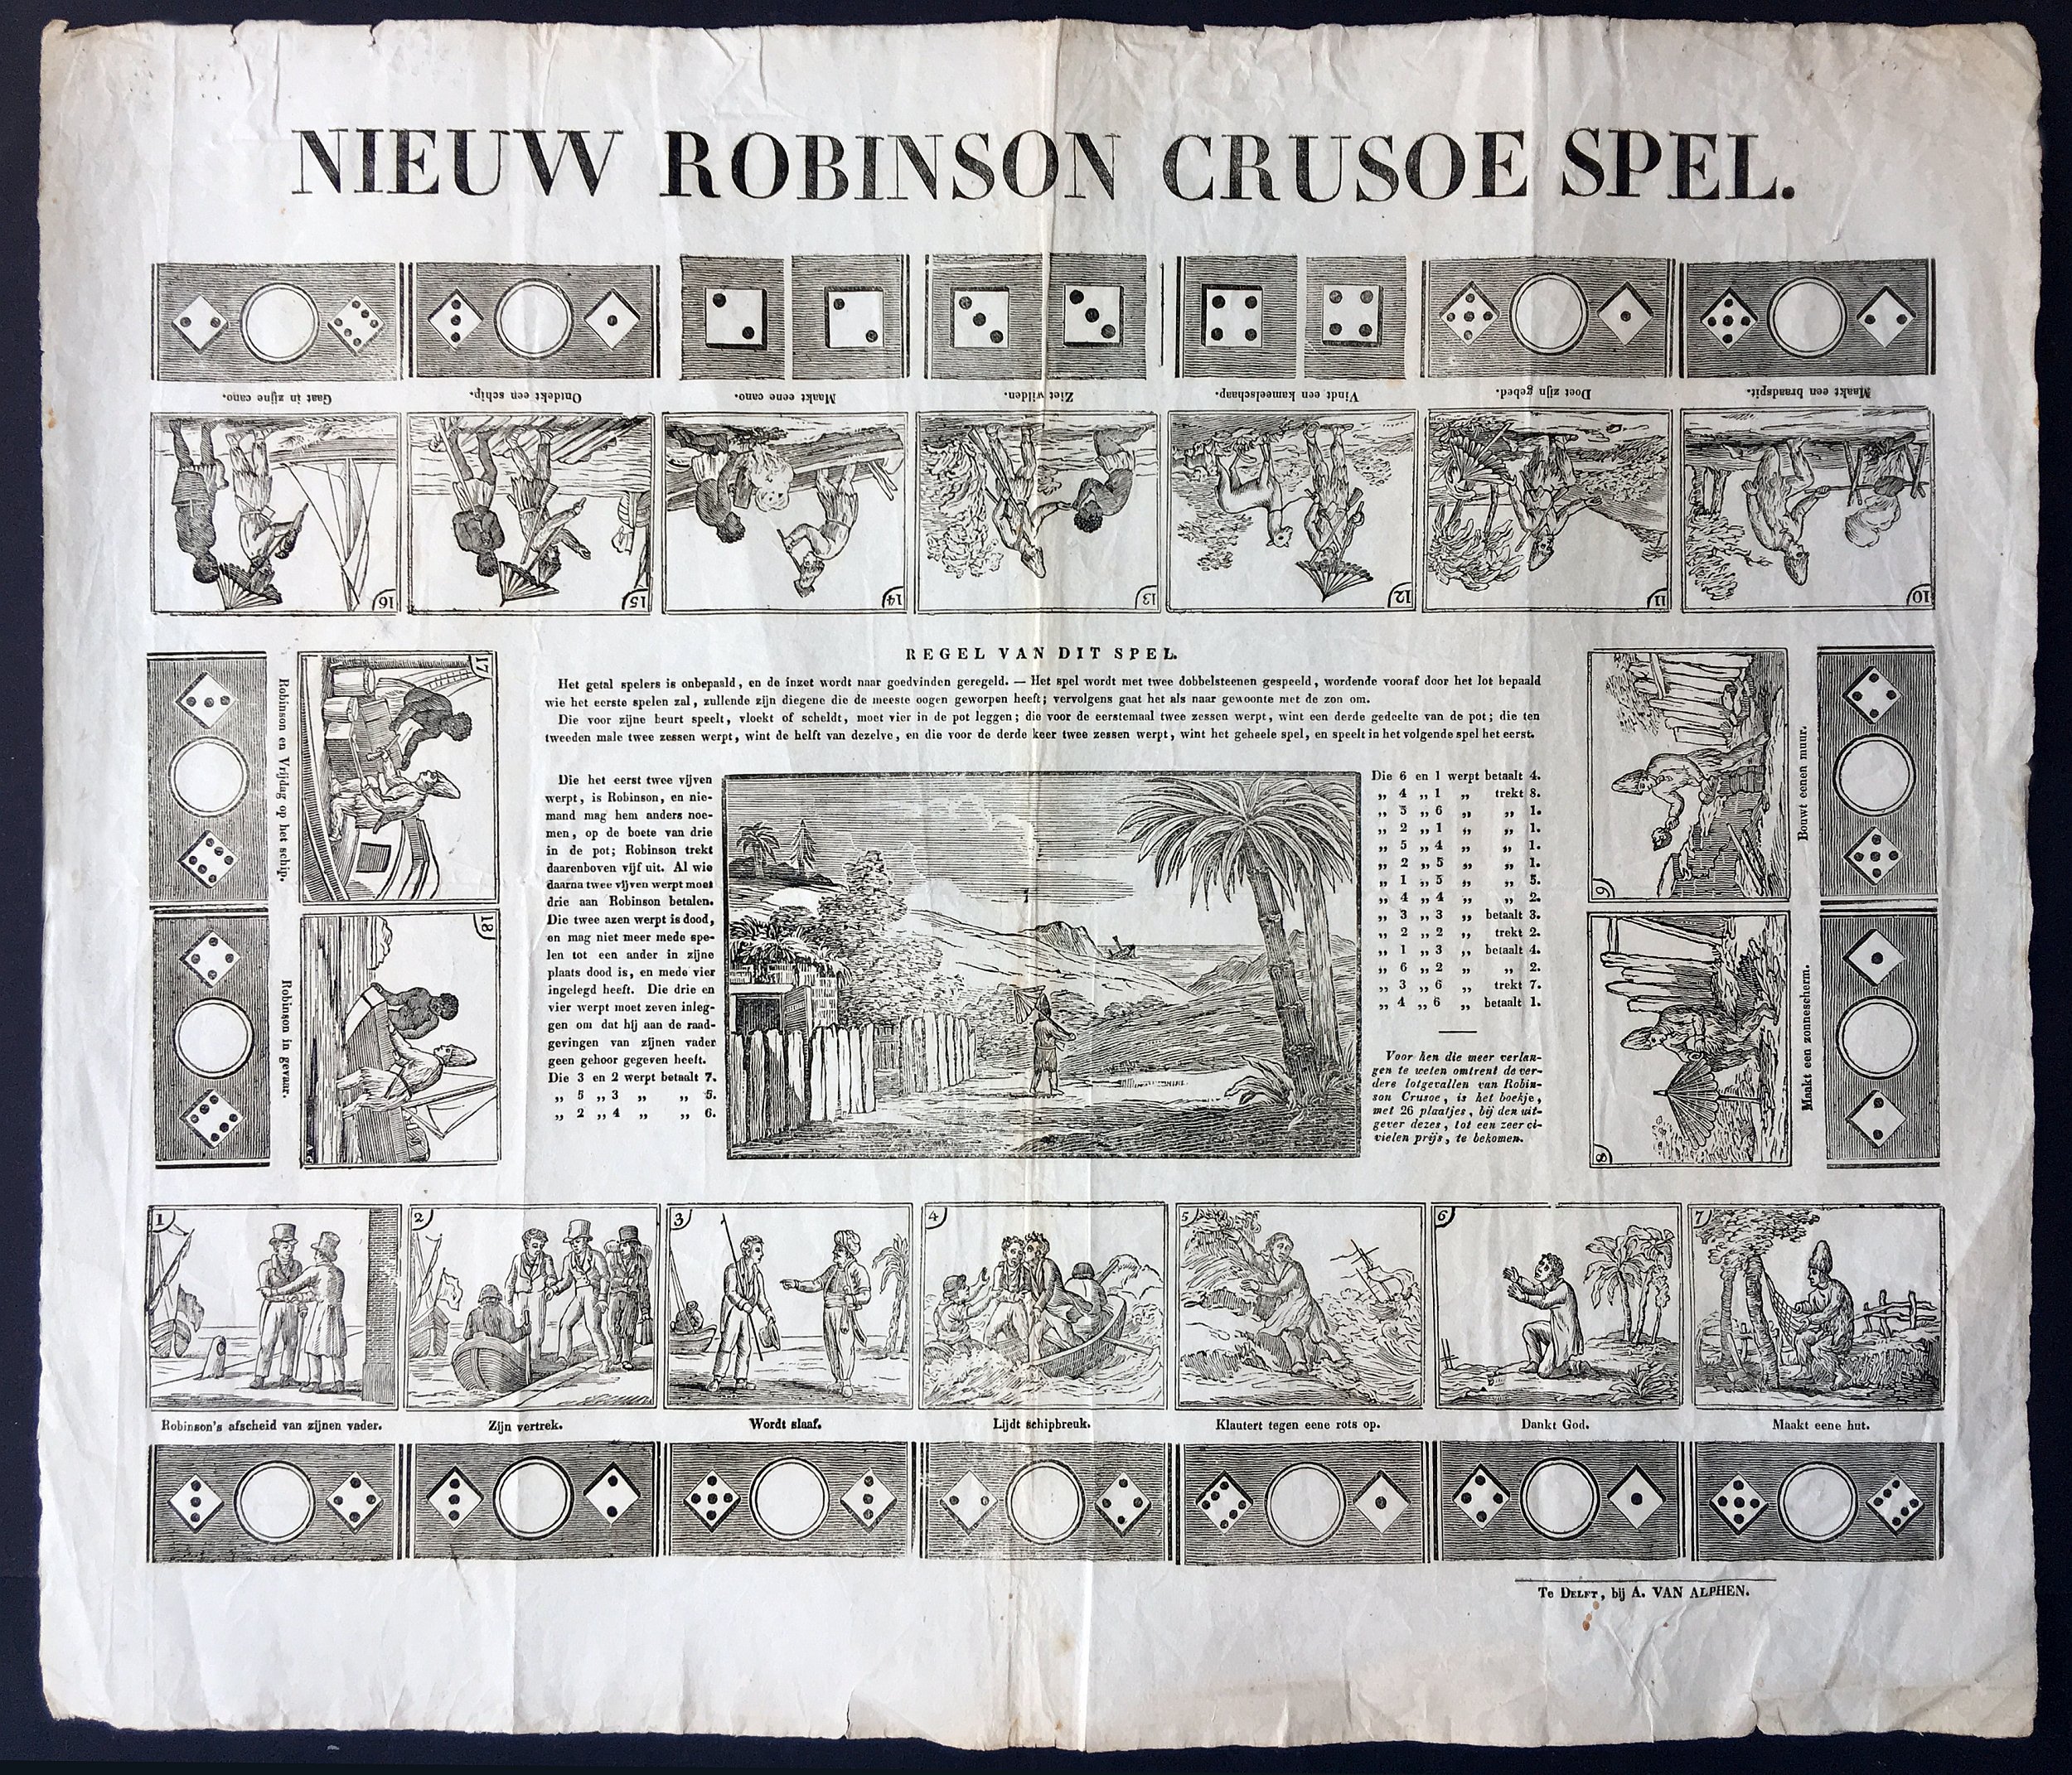 NIEUW ROBINSON CRUSOE SPEL.
Gaat in zijne cano.
Ontdekt een schip.
Maakt eene cano.
Ziet wilden.
Vindt een kameelschaap.
Doet zijn gebed.
Maakt een braadspit.
16
15
14
13
12
11
10
17
Robinson en Vrijdag op het schip.
18
Robinson in gevaar.
REGEL VAN DIT SPEL.
Het getal spelers is onbepaald, en de inzet wordt naar goedvinden geregeld. — Het spel wordt met twee dobbelsteenen gespeeld, wordende vooraf door het lot bepaald
wie het eerste spelen zal, zullende zijn diegene die de meeste oogen geworpen heeft; vervolgens gaat het als naar gewoonte met de zon om.
Die voor zijne beurt speelt, vloekt of scheldt, moet vier in de pot leggen; die voor de eerstemaal twee zessen werpt, wint een derde gedeelte van de pot; die ten
tweeden male twee zessen werpt, wint de helft van dezelve, en die voor de derde keer twee zessen werpt, wint het geheele spel, en speelt in het volgende spel het eerst.
Die het eerst twee vijven
werpt, is Robinson, en nie-
mand mag hem anders noe-
men, op de boete van drie
in de pot; Robinson trekt
daarenboven vijf uit. Al wie
daarna twee vijven werpt moet
drie aan Robinson betalen.
Die twee azen werpt is dood,
en mag niet meer mede spe-
len tot een ander in zijne
plaats dood is, en mede vier
ingelegd heeft. Die drie en
vier werpt moet zeven inleg-
gen om dat hij aan de raad-
gevingen van zijnen vader
geen gehoor gegeven heeft.
Die 3 en 2 werpt betaalt 7.
„ 5 „ 3 „ „ 5.
„ 2 „ 4 „ „ 6.
Die 6 en 1 werpt betaalt 4.
„ 4 „ 1 „ trekt 8.
„ 5 „ 6 „ „ 1.
„ 2 „ 1 „ „ 1.
„ 5 „ 4 „ „ 1.
„ 2 „ 5 „ „ 1.
„ 1 „ 5 „ „ 5.
„ 4 „ 4 „ „ 2.
„ 3 „ 3 „ betaalt 3.
„ 2 „ 2 „ trekt 2.
„ 1 „ 3 „ betaalt 4.
„ 6 „ 2 „ „ 2.
„ 3 „ 6 „ trekt 7.
„ 4 „ 6 „ betaalt 1.
Voor hen die meer verlan-
gen te weten omtrent de ver-
dere lotgevallen van Robin-
son Crusoe, is het boekje,
met 26 plaatjes, bij den uit-
gever dezes, tot een zeer ci-
vielen prijs, te bekomen.
9
Bouwt eenen muur.
8
Maakt een zonnescherm.
1
2
3
4
5
6
7
Robinson's afscheid van zijnen vader.
Zijn vertrek.
Wordt slaaf.
Lijdt schipbreuk.
Klautert tegen eene rots op.
Dankt God.
Maakt eene hut.
Te DELFT, bij A. VAN ALPHEN.